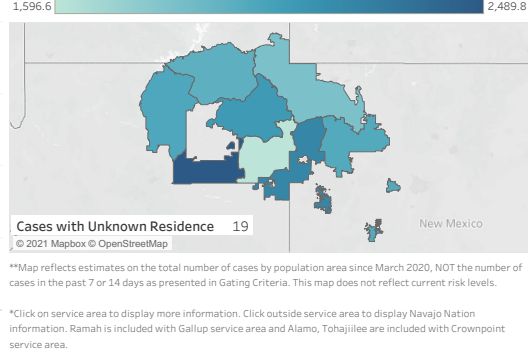 1,596.6 2,489.8
Cases with Unknown Residence 19
New Mexico
© 2021 Mapbox © OpenStreetMap
**Map reflects estimates on the total number of cases by population area since March 2020, NOT the number of
cases in the past 7 or 14 days as presented in Gating Criteria. This map does not reflect current risk levels.
*Click on service area to display more information. Click outside service area to display Navajo Nation
information. Ramah is included with Gallup service area and Alamo, Tohajiilee are included with Crownpoint
service area.